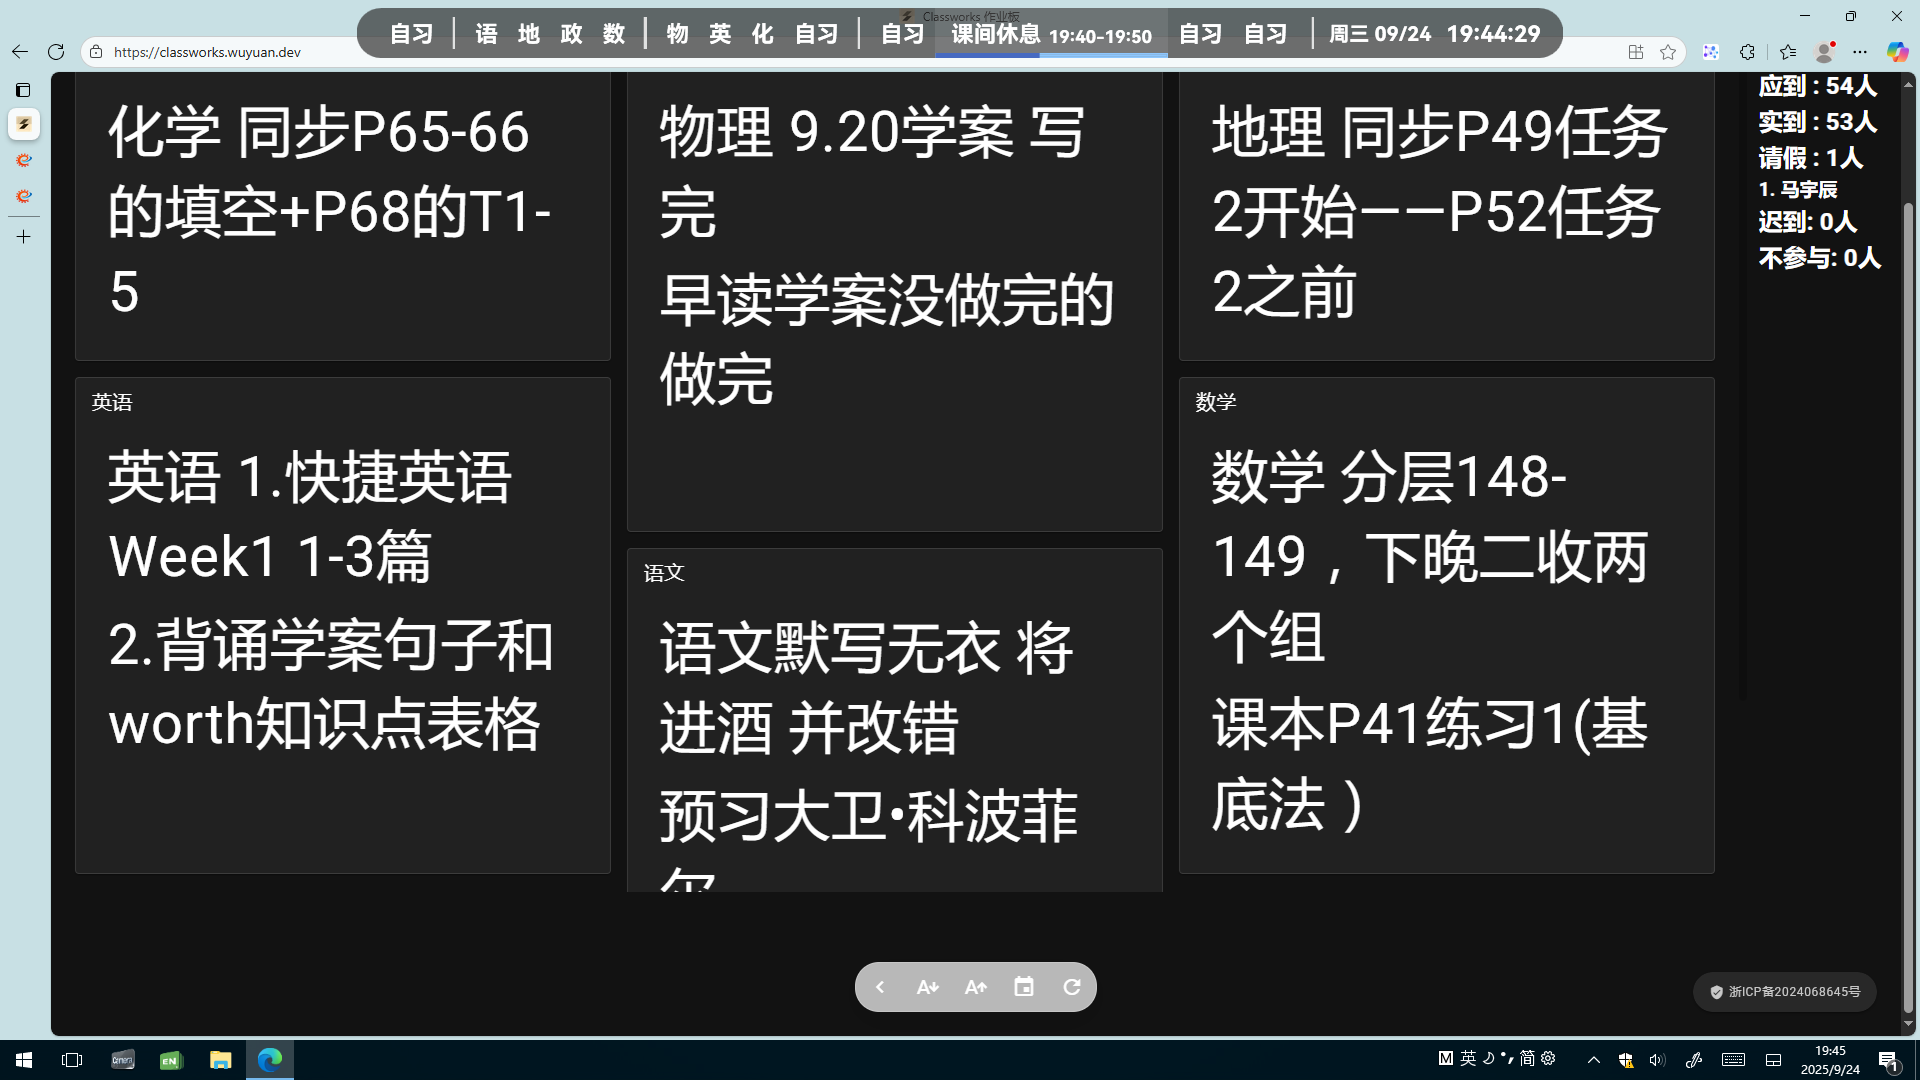 Classworks 作业板
自习 | 语 地 政 数 | 物 英 化 自习 | 自习 课间休息 19:40-19:50 自习 自习 | 周三 09/24 19:44:29
https://classworks.wuyuan.dev
化学 同步P65-66
的填空+P68的T1-
5
物理 9.20学案 写
完
早读学案没做完的
做完
地理 同步P49任务
2开始——P52任务
2之前
应到 : 54人
实到 : 53人
请假 : 1人
1. 马宇辰
迟到: 0人
不参与: 0人
英语
英语 1.快捷英语
Week1 1-3篇
2.背诵学案句子和
worth知识点表格
语文
语文默写无衣 将
进酒 并改错
预习大卫•科波菲
尔
数学
数学 分层148-
149，下晚二收两
个组
课本P41练习1(基
底法）
浙ICP备2024068645号
EN
M 英 简
19:45
2025/9/24
1